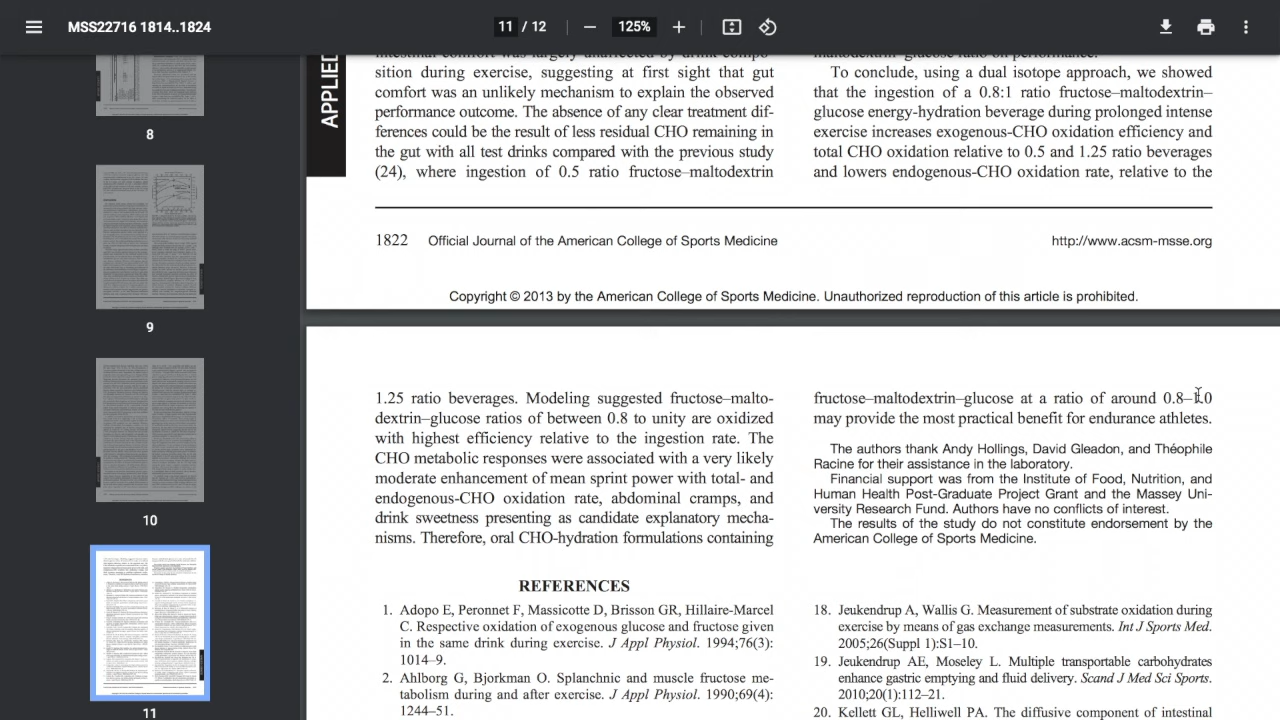 MSS22716 1814..1824
11 / 12
125%
8
9
10
11
APPLIED
sition during exercise, suggesting at first sight that gut
comfort was an unlikely mechanism to explain the observed
performance outcome. The absence of any clear treatment dif-
ferences could be the result of less residual CHO remaining in
the gut with all test drinks compared with the previous study
(24), where ingestion of 0.5 ratio fructose–maltodextrin
To conclude, using a dual isotope approach, we showed
that the ingestion of a 0.8:1 ratio fructose–maltodextrin–
glucose energy-hydration beverage during prolonged intense
exercise increases exogenous-CHO oxidation efficiency and
total CHO oxidation relative to 0.5 and 1.25 ratio beverages
and lowers endogenous-CHO oxidation rate, relative to the
1822 Official Journal of the American College of Sports Medicine
http://www.acsm-msse.org
Copyright © 2013 by the American College of Sports Medicine. Unauthorized reproduction of this article is prohibited.
1.25 ratio beverages. Modeling suggested fructose–malto-
dextrin–glucose ratios of between 0.8 to unity are oxidized
with highest efficiency relative to the ingestion rate. The
CHO metabolic responses were associated with a very likely
moderate enhancement of mean sprint power with total- and
endogenous-CHO oxidation rate, abdominal cramps, and
drink sweetness presenting as candidate explanatory mecha-
nisms. Therefore, oral CHO-hydration formulations containing
fructose–maltodextrin–glucose at a ratio of around 0.8–1.0
may provide the most practical benefit for endurance athletes.
The authors thank Andy Hollings, David Gleadon, and Théophile
Racine for their assistance in the laboratory.
Financial support was from the Institute of Food, Nutrition, and
Human Health Post-Graduate Project Grant and the Massey Uni-
versity Research Fund. Authors have no conflicts of interest.
The results of the study do not constitute endorsement by the
American College of Sports Medicine.
REFERENCES
1. Adopo E, Peronnet F, Massicotte D, Brisson GR, Hillaire-Marcel
C. Respective oxidation of exogenous glucose and fructose given
in the same drink during exercise. J Appl Physiol. 1994;76(3):
1014–9.
2. Ahlborg G, Bjorkman O. Splanchnic and muscle fructose me-
tabolism during and after exercise. J Appl Physiol. 1990;69(4):
1244–51.
18. Jeukendrup A, Wallis G. Measurement of substrate oxidation during
exercise by means of gas exchange measurements. Int J Sports Med.
2005;26(Suppl 1):S28–10.
19. Jeukendrup AE, Moseley L. Multiple transportable carbohydrates
enhance gastric emptying and fluid delivery. Scand J Med Sci Sports.
2010;20(1):112–21.
20. Kellett GL, Helliwell PA. The diffusive component of intestinal